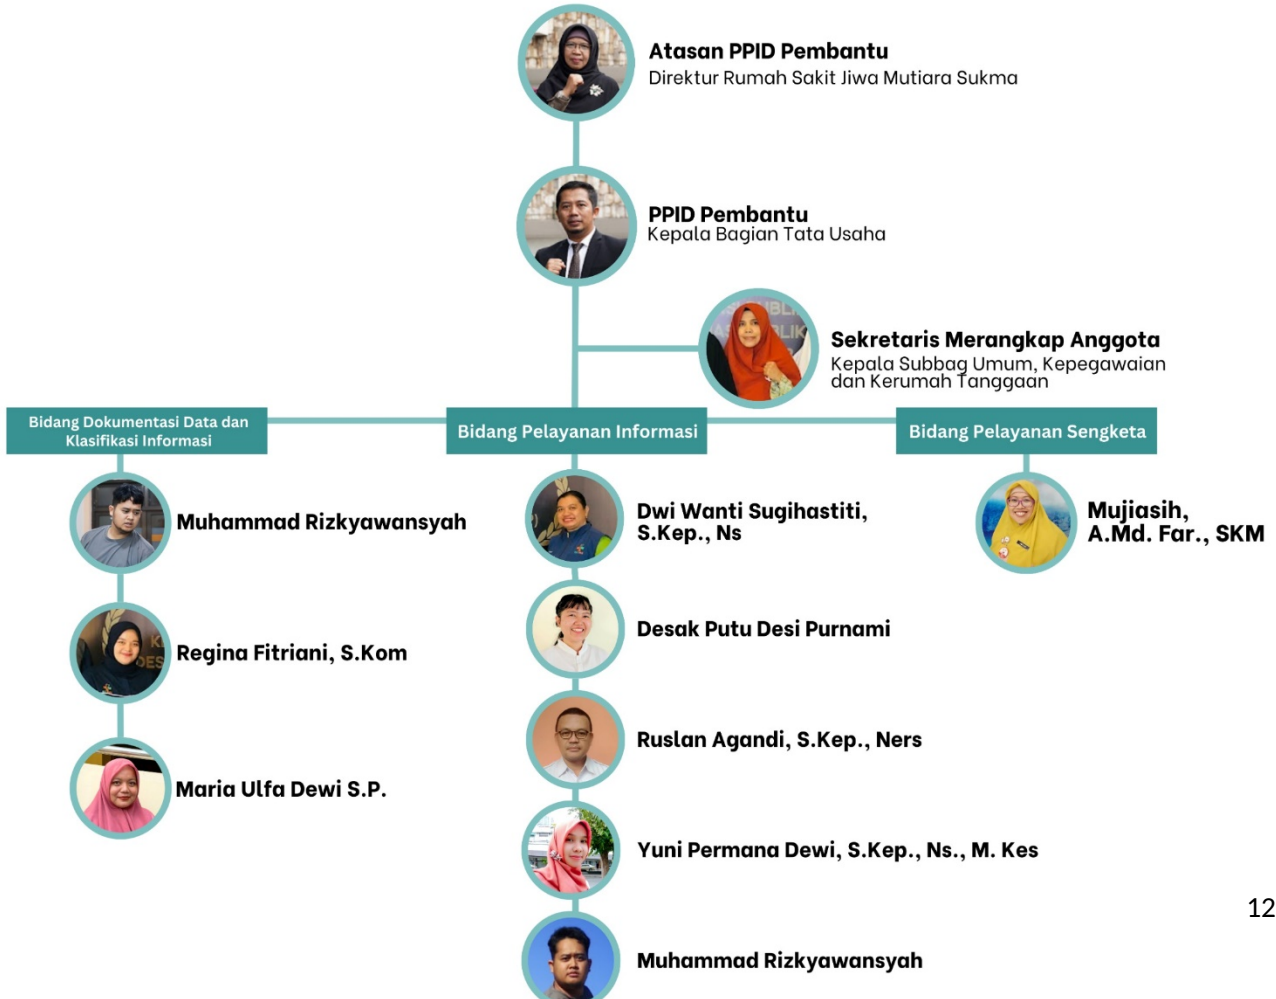 Atasan PPID Pembantu
Direktur Rumah Sakit Jiwa Mutiara Sukma
PPID Pembantu
Kepala Bagian Tata Usaha
Sekretaris Merangkap Anggota
Kepala Subbag Umum, Kepegawaian
dan Kerumah Tanggaan
Bidang Dokumentasi Data dan
Klasifikasi Informasi
Muhammad Rizkyawansyah
Regina Fitriani, S.Kom
Maria Ulfa Dewi S.P.
Bidang Pelayanan Informasi
Dwi Wanti Sugihastiti,
S.Kep., Ns
Desak Putu Desi Purnami
Ruslan Agandi, S.Kep., Ners
Yuni Permana Dewi, S.Kep., Ns., M. Kes
Muhammad Rizkyawansyah
Bidang Pelayanan Sengketa
Mujiasih,
A.Md. Far., SKM
12